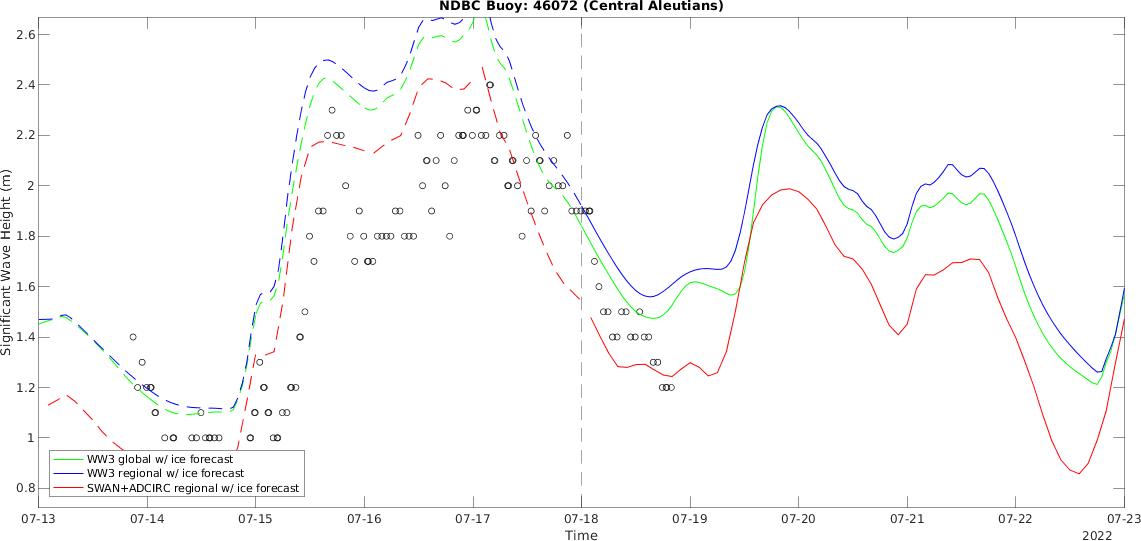 NDBC Buoy: 46072 (Central Aleutians)
Significant Wave Height (m)
2.6
2.4
2.2
2
1.8
1.6
1.4
1.2
1
0.8
WW3 global w/ ice forecast
WW3 regional w/ ice forecast
SWAN+ADCIRC regional w/ ice forecast
07-13 07-14 07-15 07-16 07-17 07-18 07-19 07-20 07-21 07-22 07-23
Time
2022